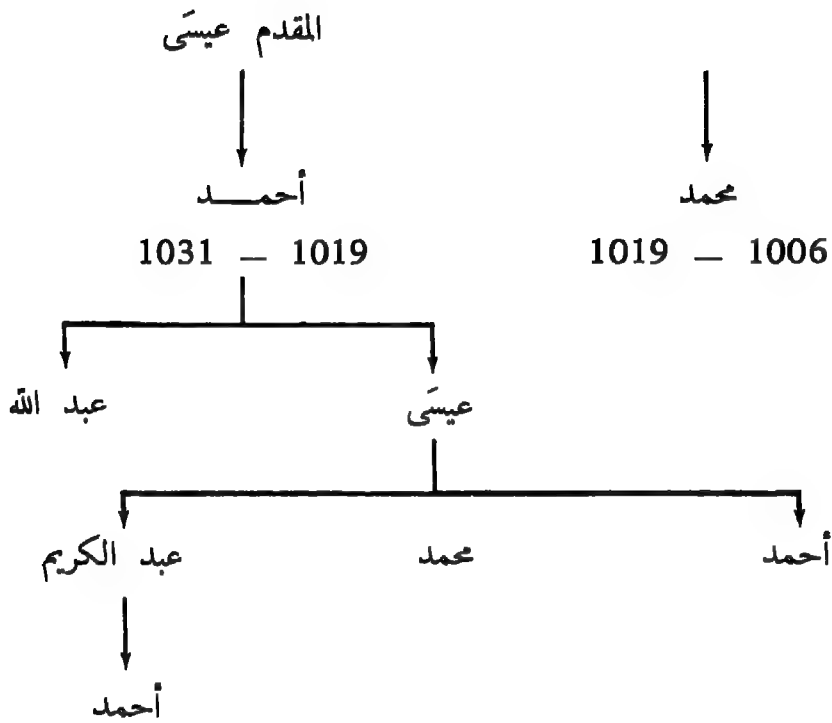 المقدم عيسَى
محمد
أحمـــد
1019 – 1006
1031 – 1019
عيسَى
عبد الله
أحمد
محمد
عبد الكريم
أحمد